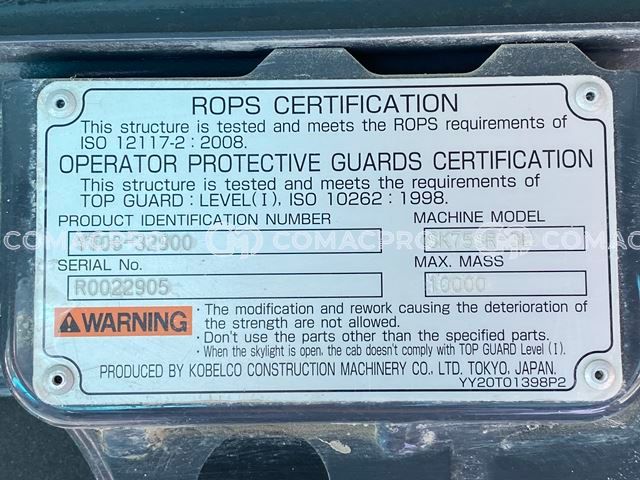 ROPS CERTIFICATION
This structure is tested and meets the ROPS requirements of
ISO 12117-2 : 2008.
OPERATOR PROTECTIVE GUARDS CERTIFICATION
This structure is tested and meets the requirements of
TOP GUARD : LEVEL(I), ISO 10262 : 1998.
PRODUCT IDENTIFICATION NUMBER
MACHINE MODEL
COMACPRO
COMACPRO
SERIAL No.
MAX. MASS
R0022905
10000
WARNING
· The modification and rework causing the deterioration of
the strength are not allowed.
· Don't use the parts other than the specified parts.
· When the skylight is open, the cab doesn't comply with TOP GUARD Level (I).
PRODUCED BY KOBELCO CONSTRUCTION MACHINERY CO., LTD. TOKYO, JAPAN.
YY20T01398P2